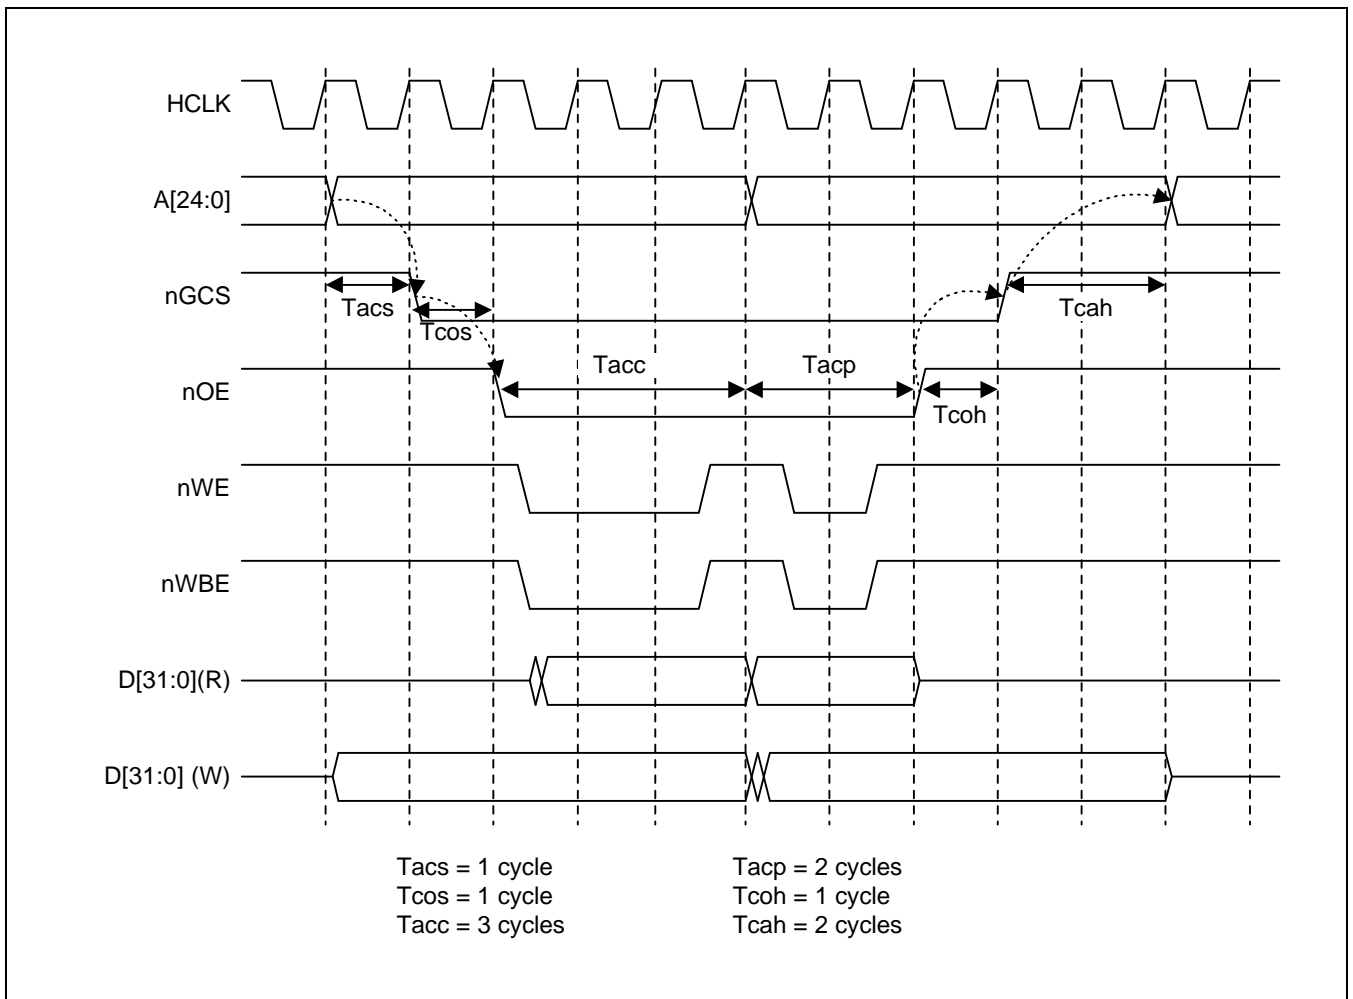 HCLK
A[24:0]
nGCS
Tacs
Tcos
Tcah
nOE
Tacc
Tacp
Tcoh
nWE
nWBE
D[31:0](R)
D[31:0] (W)
Tacs = 1 cycle
Tcos = 1 cycle
Tacc = 3 cycles
Tacp = 2 cycles
Tcoh = 1 cycle
Tcah = 2 cycles